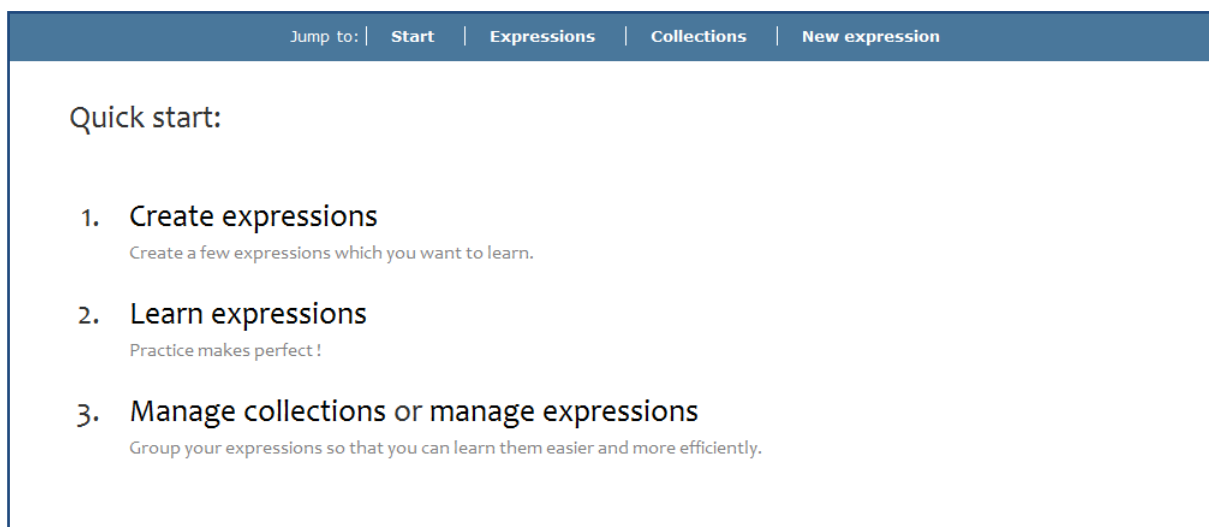 Jump to: Start Expressions Collections New expression
Quick start:
1. Create expressions
Create a few expressions which you want to learn.
2. Learn expressions
Practice makes perfect !
3. Manage collections or manage expressions
Group your expressions so that you can learn them easier and more efficiently.